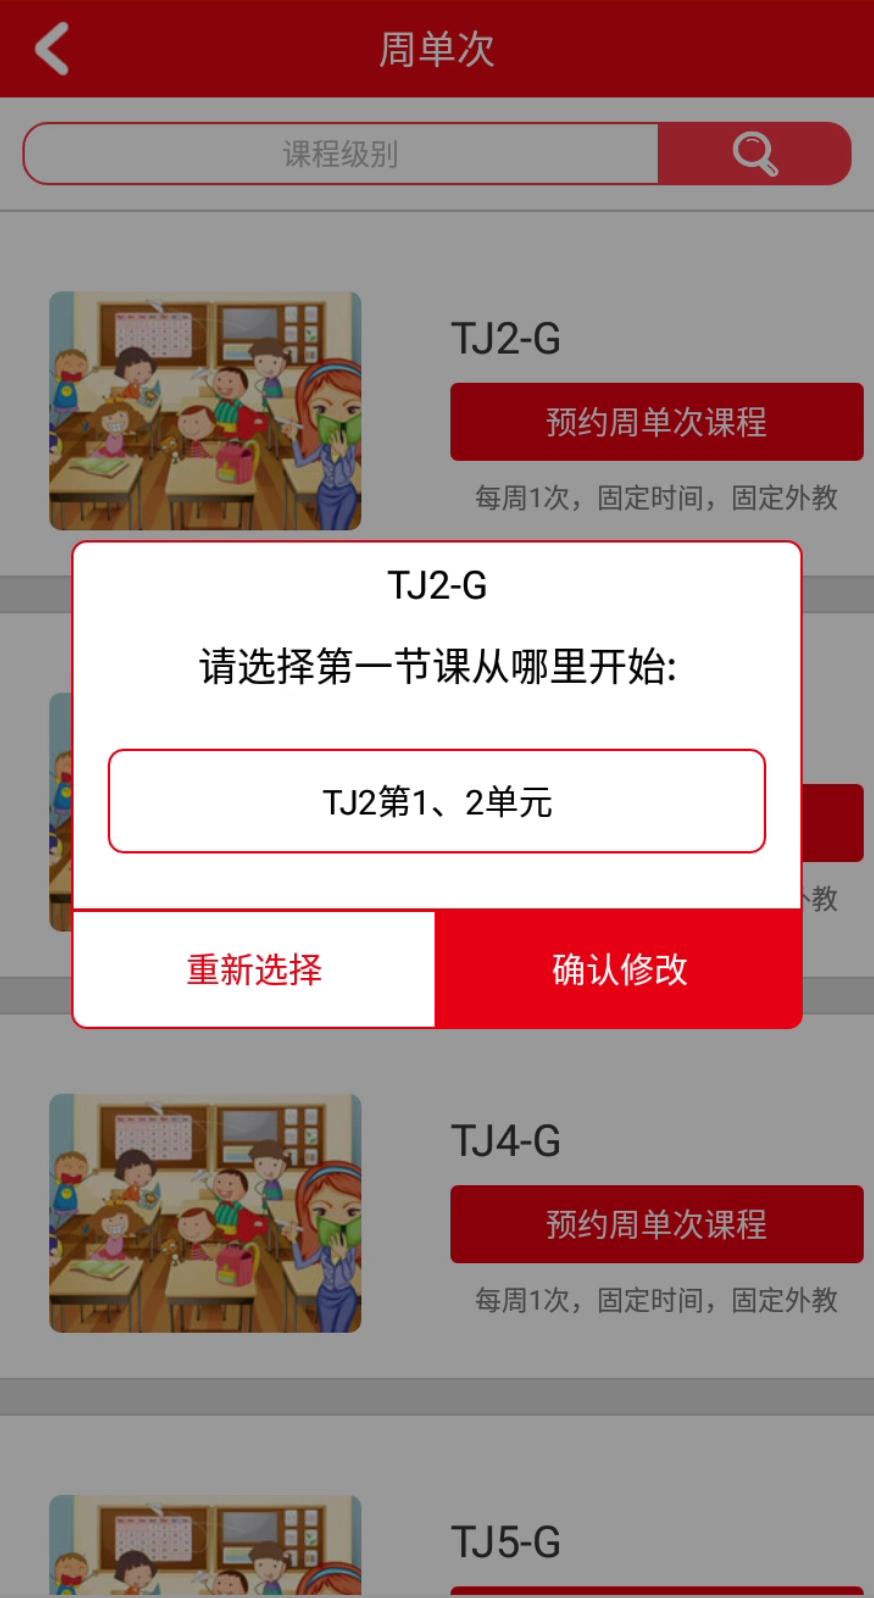 周单次
课程级别
TJ2-G
预约周单次课程
每周1次，固定时间，固定外教
TJ2-G
请选择第一节课从哪里开始:
TJ2第1、2单元
教
重新选择
确认修改
TJ4-G
预约周单次课程
每周1次，固定时间，固定外教
TJ5-G